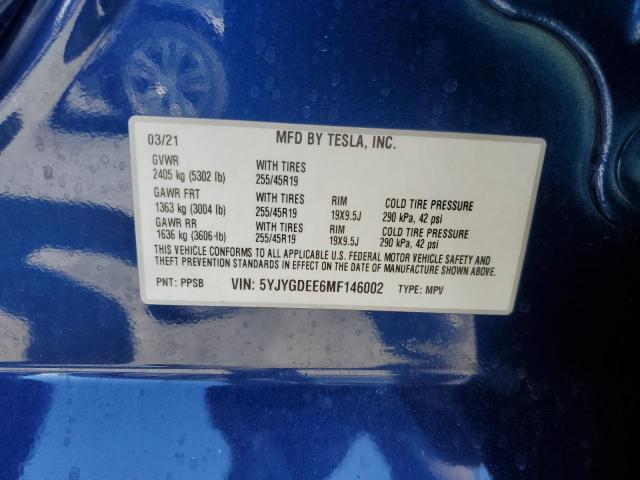 03/21 MFD BY TESLA, INC.
GVWR WITH TIRES
2405 kg (5302 lb) 255/45R19
GAWR FRT WITH TIRES RIM COLD TIRE PRESSURE
1363 kg (3004-lb) 255/45R19 19X9.5J 290 kPa, 42 psi
GAWR RR WITH TIRES RIM COLD TIRE PRESSURE
1636 kg (3606-lb) 255/45R19 19X9.5J 290 kPa, 42 psi
THIS VEHICLE CONFORMS TO ALL APPLICABLE U.S. FEDERAL MOTOR VEHICLE SAFETY AND
THEFT PREVENTION STANDARDS IN EFFECT ON THE DATE OF MANUFACTURE SHOWN ABOVE.
PNT: PPSB VIN: 5YJYGDEE6MF146002 TYPE: MPV